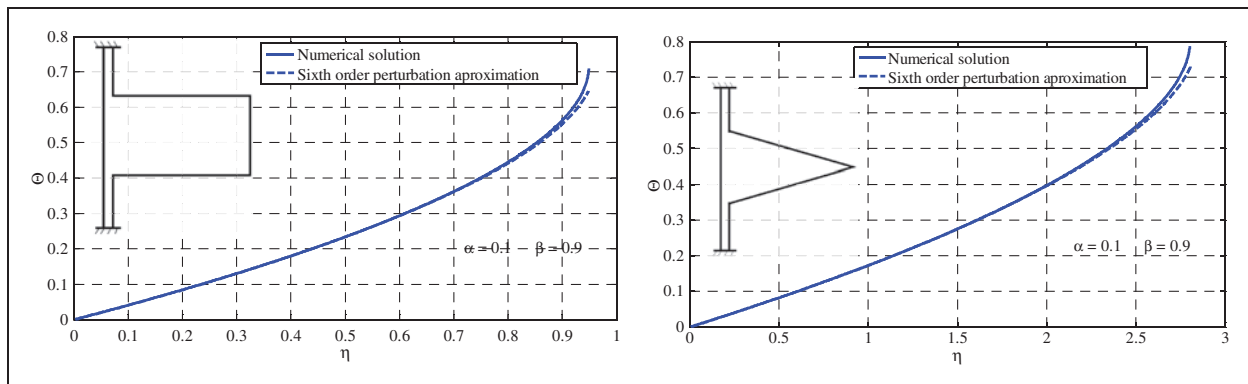 0.8
0.7
0.6
0.5
0.4
0.3
0.2
0.1
0
Θ
Numerical solution
Sixth order perturbation aproximation
α = 0.1 β = 0.9
0 0.1 0.2 0.3 0.4 0.5 0.6 0.7 0.8 0.9 1
η
0.8
0.7
0.6
0.5
0.4
0.3
0.2
0.1
0
Θ
Numerical solution
Sixth order perturbation aproximation
α = 0.1 β = 0.9
0 0.5 1 1.5 2 2.5 3
η